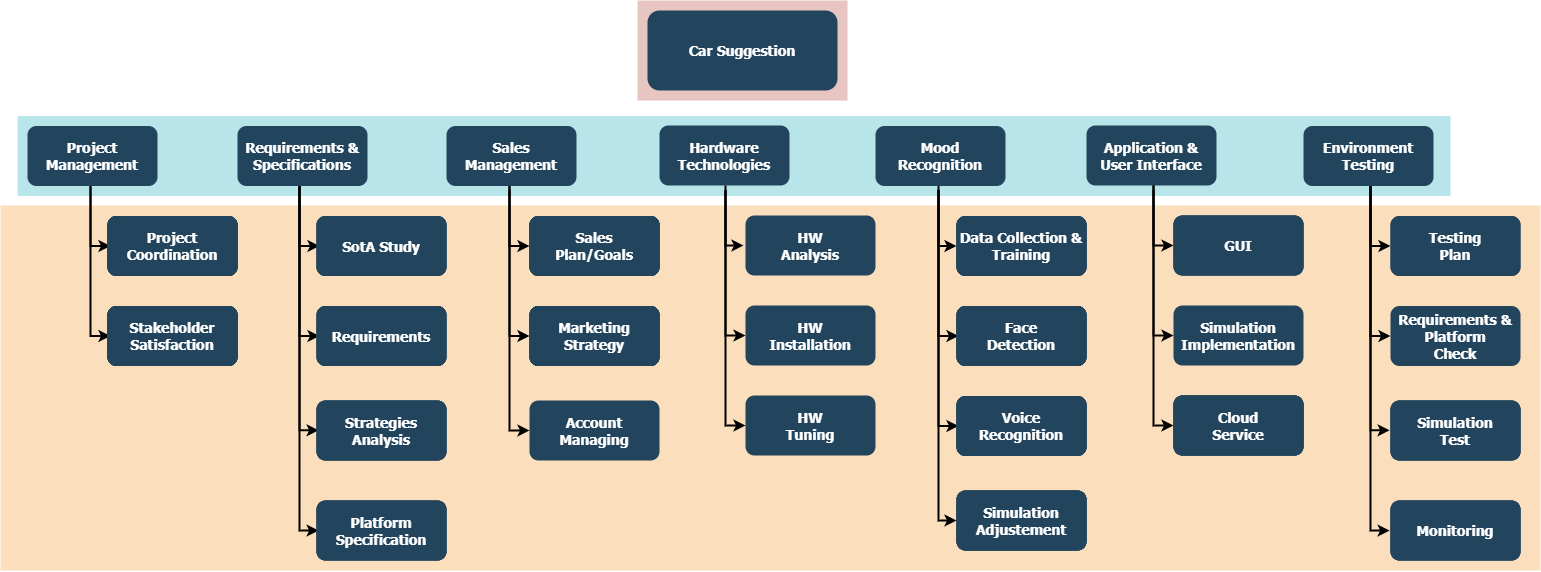 Car Suggestion
Project
Management
Requirements &
Specifications
Sales
Management
Hardware
Technologies
Mood
Recognition
Application &
User Interface
Environment
Testing
Project
Coordination
Stakeholder
Satisfaction
SotA Study
Requirements
Strategies
Analysis
Platform
Specification
Sales
Plan/Goals
Marketing
Strategy
Account
Managing
HW
Analysis
HW
Installation
HW
Tuning
Data Collection &
Training
Face
Detection
Voice
Recognition
Simulation
Adjustement
GUI
Simulation
Implementation
Cloud
Service
Testing
Plan
Requirements &
Platform
Check
Simulation
Test
Monitoring